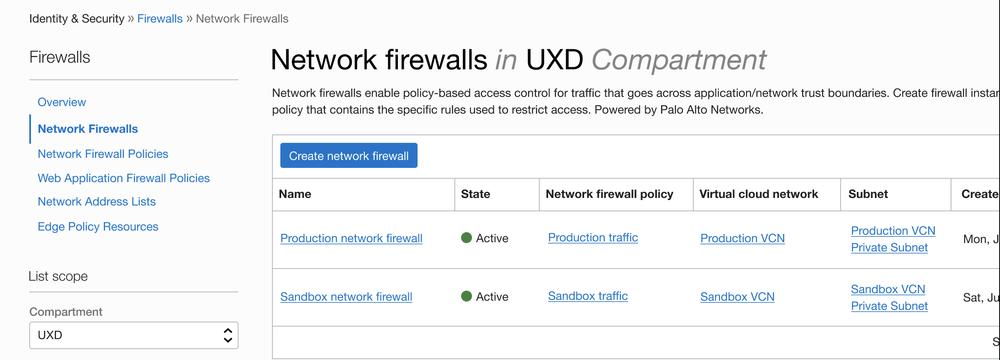 Identity & Security » Firewalls » Network Firewalls
Firewalls
Overview
Network Firewalls
Network Firewall Policies
Web Application Firewall Policies
Network Address Lists
Edge Policy Resources
List scope
Compartment
UXD
Network firewalls in UXD Compartment
Network firewalls enable policy-based access control for traffic that goes across application/network trust boundaries. Create firewall
policy that contains the specific rules used to restrict access. Powered by Palo Alto Networks.
Create network firewall
Name State Network firewall policy Virtual cloud network Subnet Create
Production network firewall Active Production traffic Production VCN Production VCN Private Subnet Mon,
Sandbox network firewall Active Sandbox traffic Sandbox VCN Sandbox VCN Private Subnet Sat,